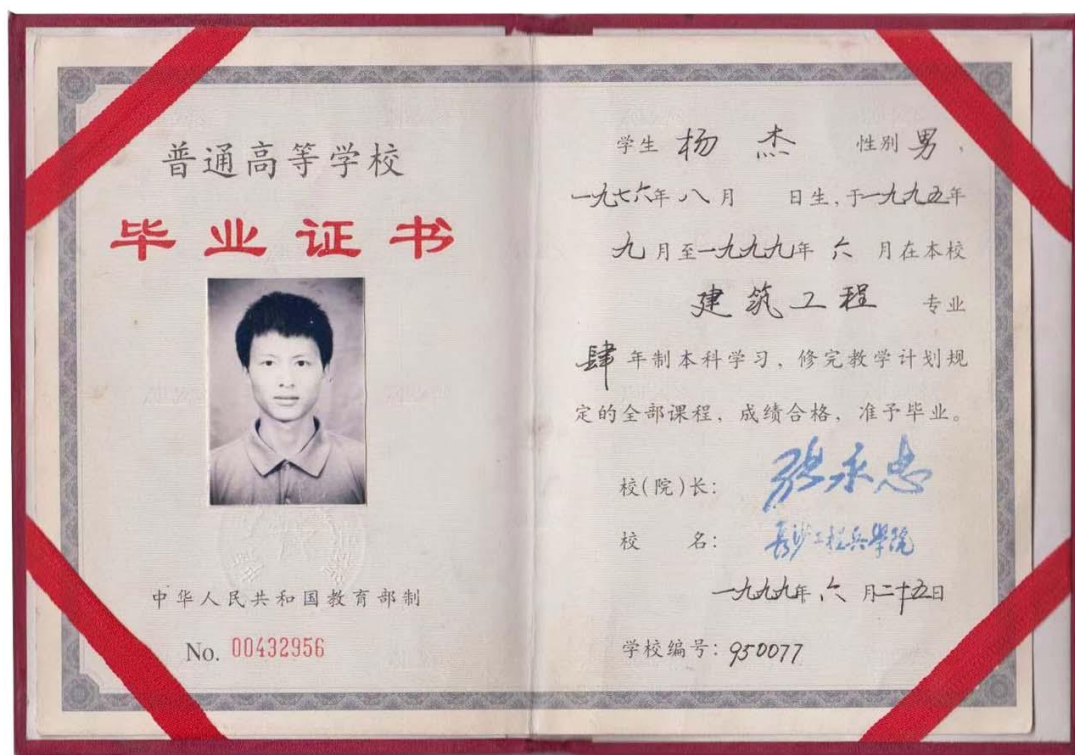 普通高等学校
毕业证书
中华人民共和国教育部制
No. 00432956
学生 杨杰 性别 男，
一九七六年八月 日生，于一九九五年
九月至一九九九年六月在本校
建筑工程 专业
肆年制本科学习，修完教学计划规
定的全部课程，成绩合格，准予毕业。
校(院)长： 张永忠
校 名： 长沙工程兵學院
一九九九年六月二十五日
学校编号：950077